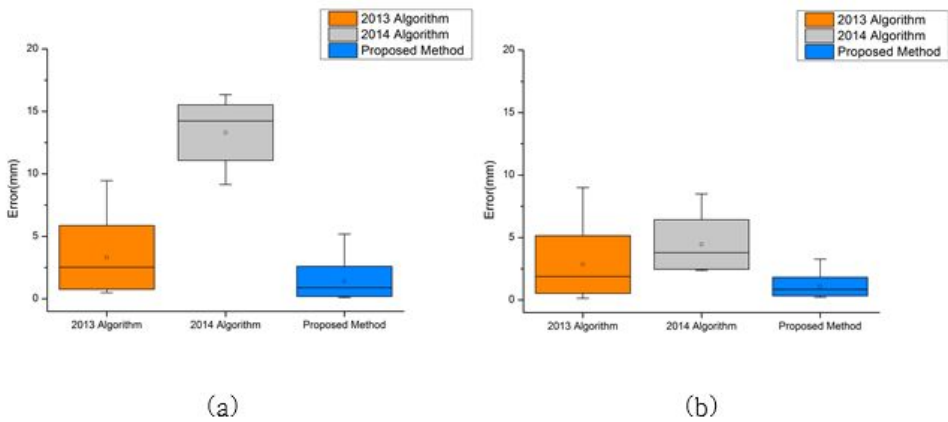 2013 Algorithm
2014 Algorithm
Proposed Method
20
15
10
5
0
Error(mm)
2013 Algorithm
2014 Algorithm
Proposed Method
(a)
2013 Algorithm
2014 Algorithm
Proposed Method
20
15
10
5
0
Error(mm)
2013 Algorithm
2014 Algorithm
Proposed Method
(b)